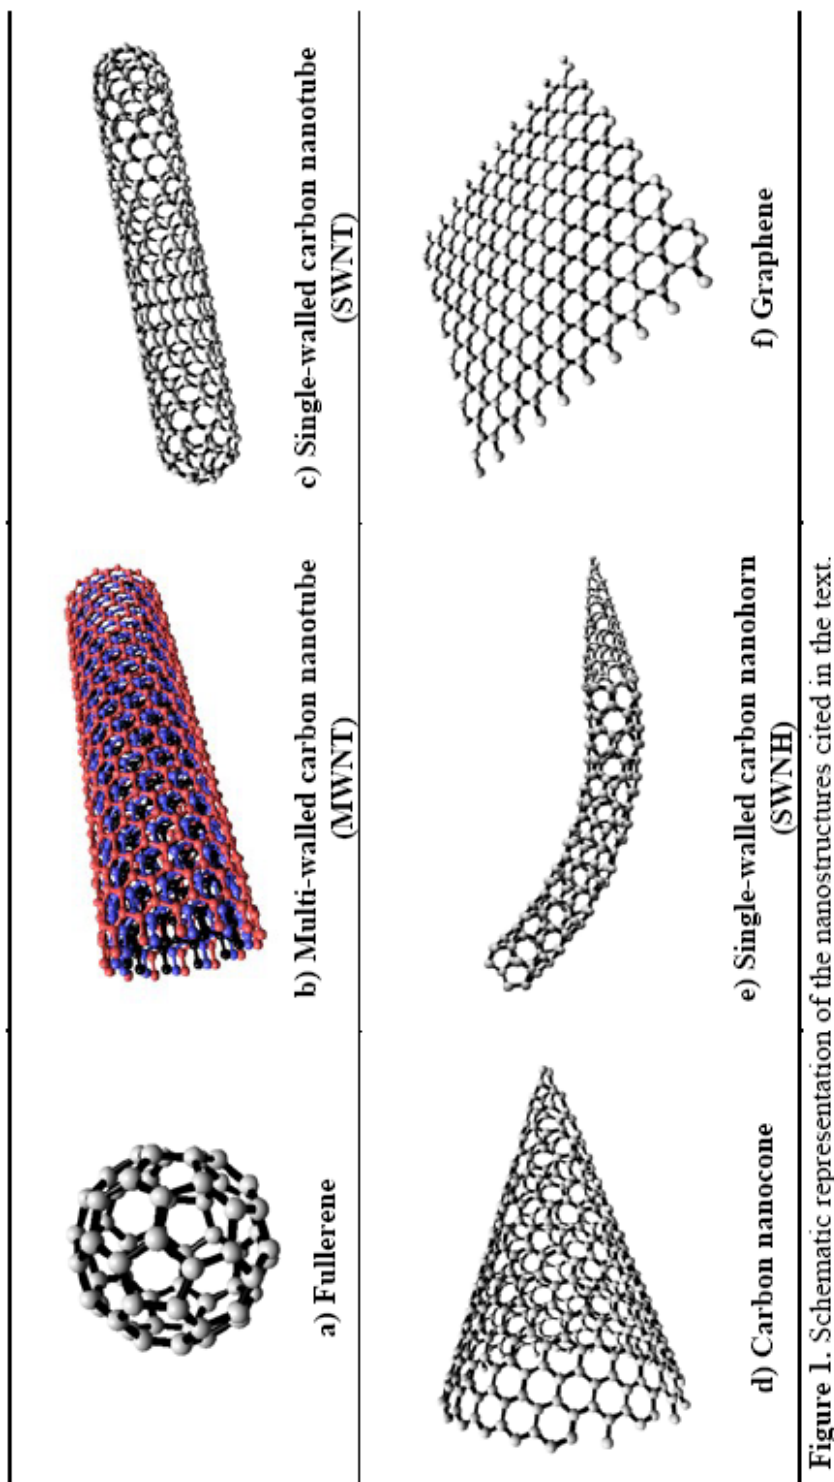 a) Fullerene
b) Multi-walled carbon nanotube
(MWNT)
c) Single-walled carbon nanotube
(SWNT)
d) Carbon nanocone
e) Single-walled carbon nanohorn
(SWNH)
f) Graphene
Figure 1. Schematic representation of the nanostructures cited in the text.